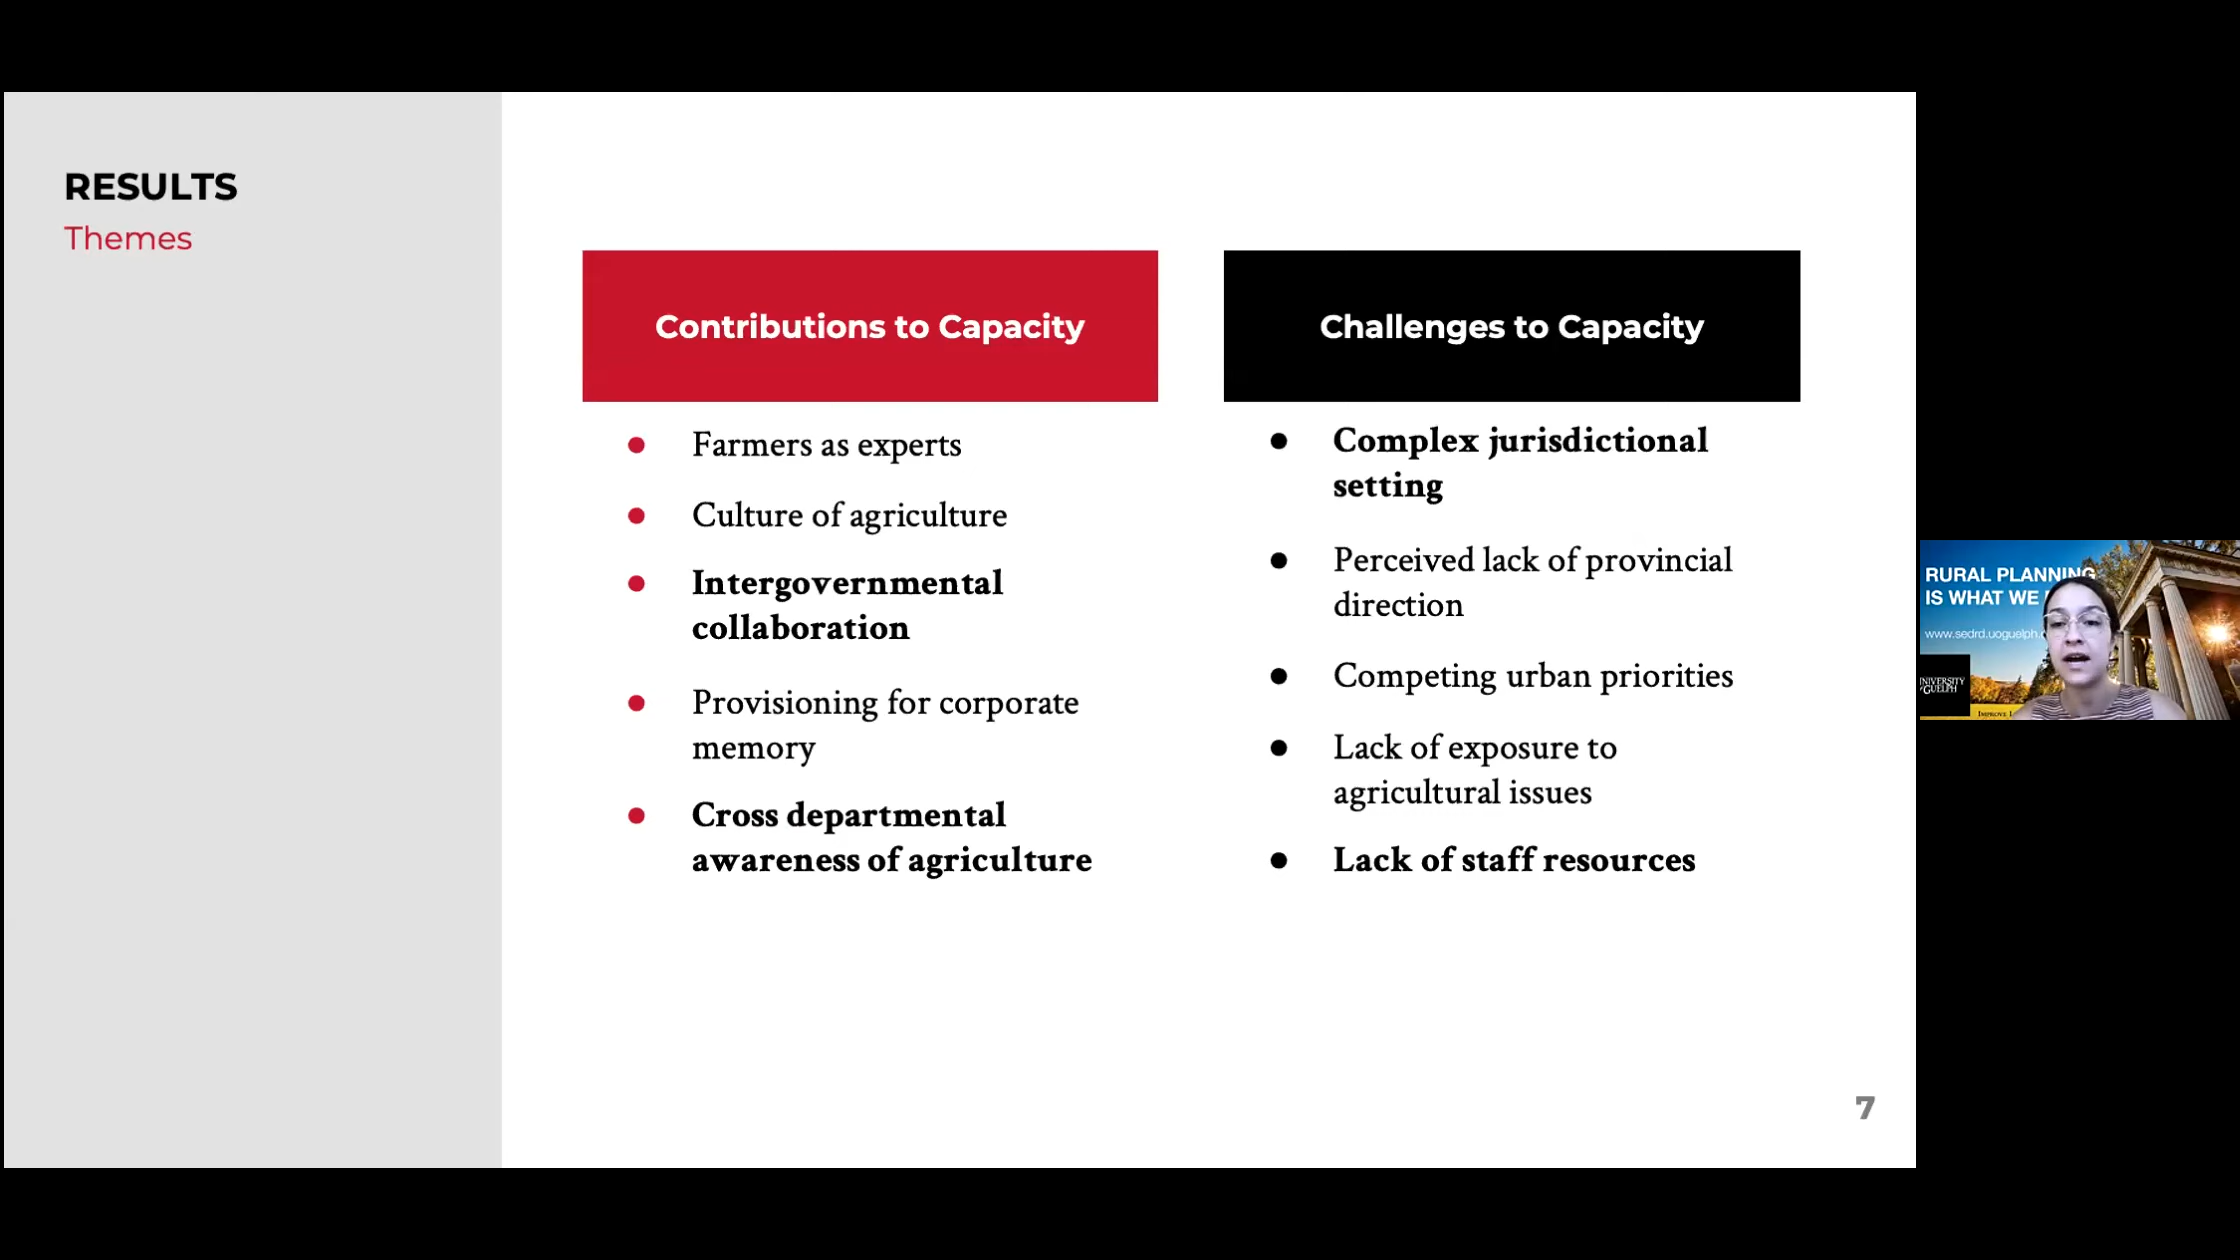 RESULTS
Themes
Contributions to Capacity
Farmers as experts
Culture of agriculture
Intergovernmental
collaboration
Provisioning for corporate
memory
Cross departmental
awareness of agriculture
Challenges to Capacity
Complex jurisdictional
setting
Perceived lack of provincial
direction
Competing urban priorities
Lack of exposure to
agricultural issues
Lack of staff resources
7
RURAL PLANNING
IS WHAT WE
www.sedrd.uoguelph.
GUELPH
IMPROVE